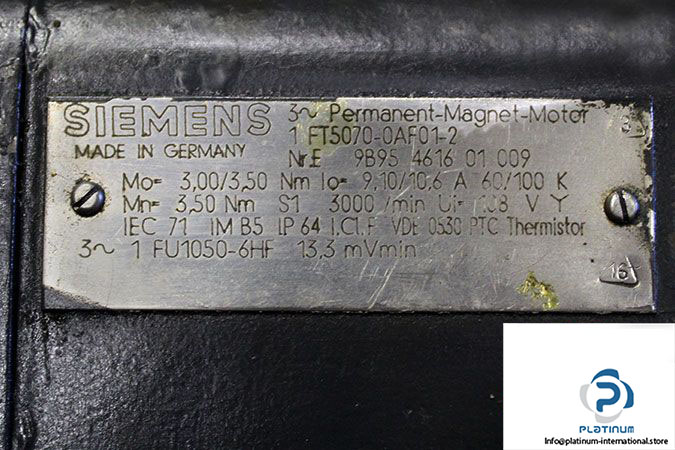 SIEMENS 3~ Permanent-Magnet-Motor
1 FT5070-0AF01-2
MADE IN GERMANY Nr.E 9B95 4616 01 009
Mo= 3,00/3,50 Nm Io= 9,10/10,6 A 60/100 K
Mn= 3,50 Nm S1 3000 /min Ui= 108 V Y
IEC 71 IM B5 IP 64 I.Cl.F VDE 0530 PTC Thermistor
3~ 1 FU1050-6HF 13,3 mVmin
16
PLATINUM
Info@platinum-international.store